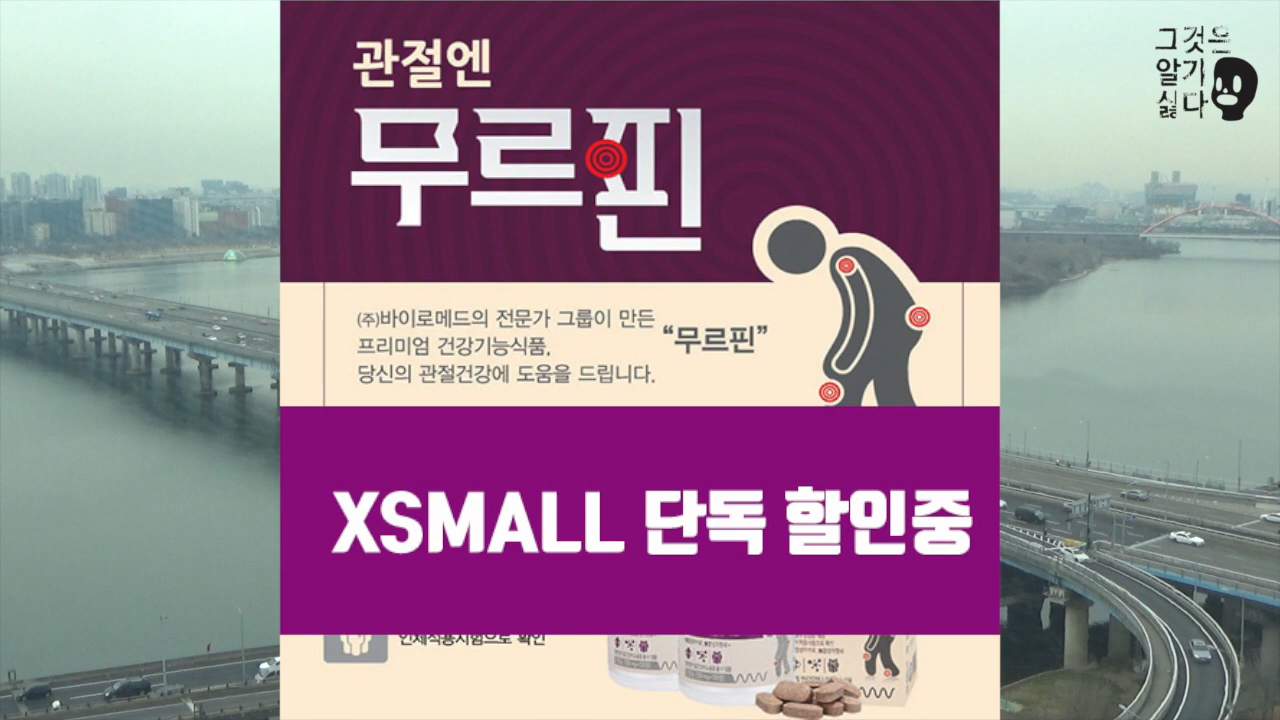 관절엔
무르핀
(주)바이로메드의 전문가 그룹이 만든
프리미엄 건강기능식품,
당신의 관절건강에 도움을 드립니다.
“무르핀”
XSMALL 단독 할인중
인체적용시험으로 확인
그것은
알기
싫다